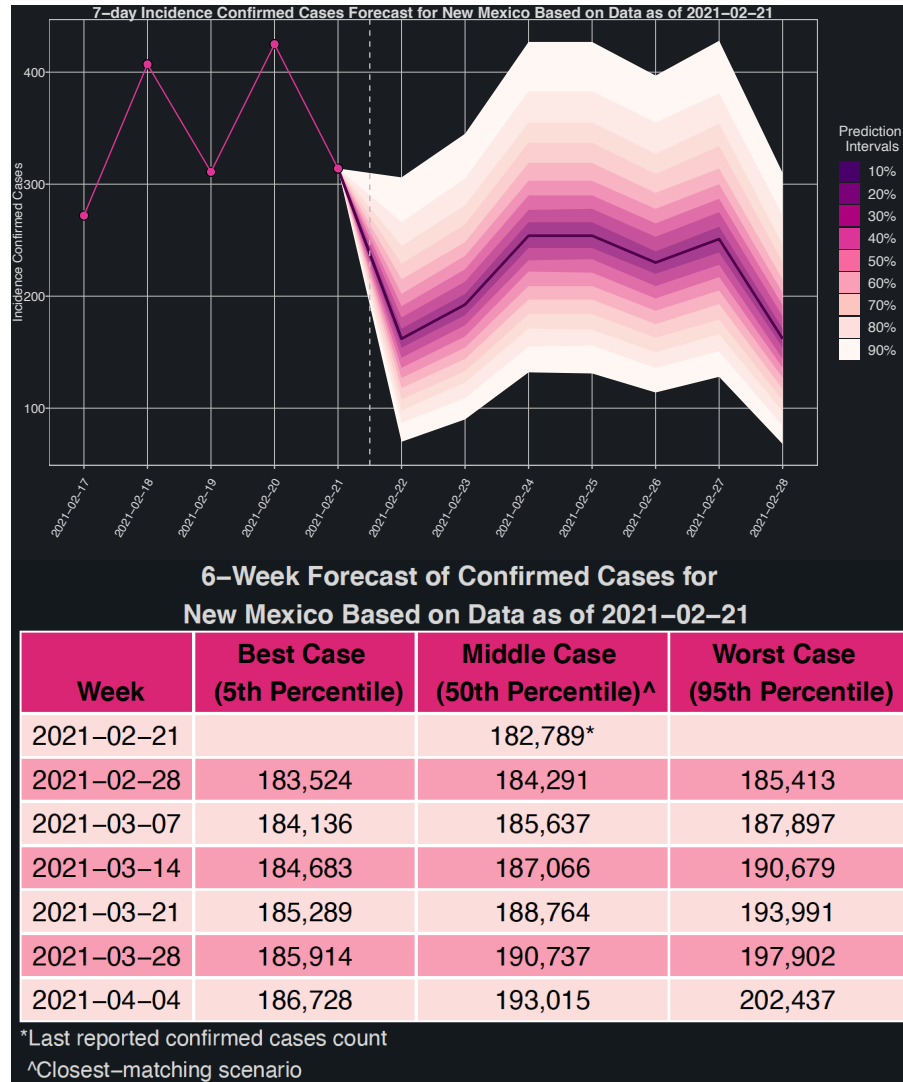 7-day Incidence Confirmed Cases Forecast for New Mexico Based on Data as of 2021-02-21
Incidence Confirmed Cases
400
300
200
100
2021-02-17
2021-02-18
2021-02-19
2021-02-20
2021-02-21
2021-02-22
2021-02-23
2021-02-24
2021-02-25
2021-02-26
2021-02-27
2021-02-28
Prediction
Intervals
10%
20%
30%
40%
50%
60%
70%
80%
90%
6−Week Forecast of Confirmed Cases for
New Mexico Based on Data as of 2021−02−21
Week Best Case (5th Percentile) Middle Case (50th Percentile)^ Worst Case (95th Percentile)
2021−02−21 182,789*
2021−02−28 183,524 184,291 185,413
2021−03−07 184,136 185,637 187,897
2021−03−14 184,683 187,066 190,679
2021−03−21 185,289 188,764 193,991
2021−03−28 185,914 190,737 197,902
2021−04−04 186,728 193,015 202,437
*Last reported confirmed cases count
^Closest−matching scenario